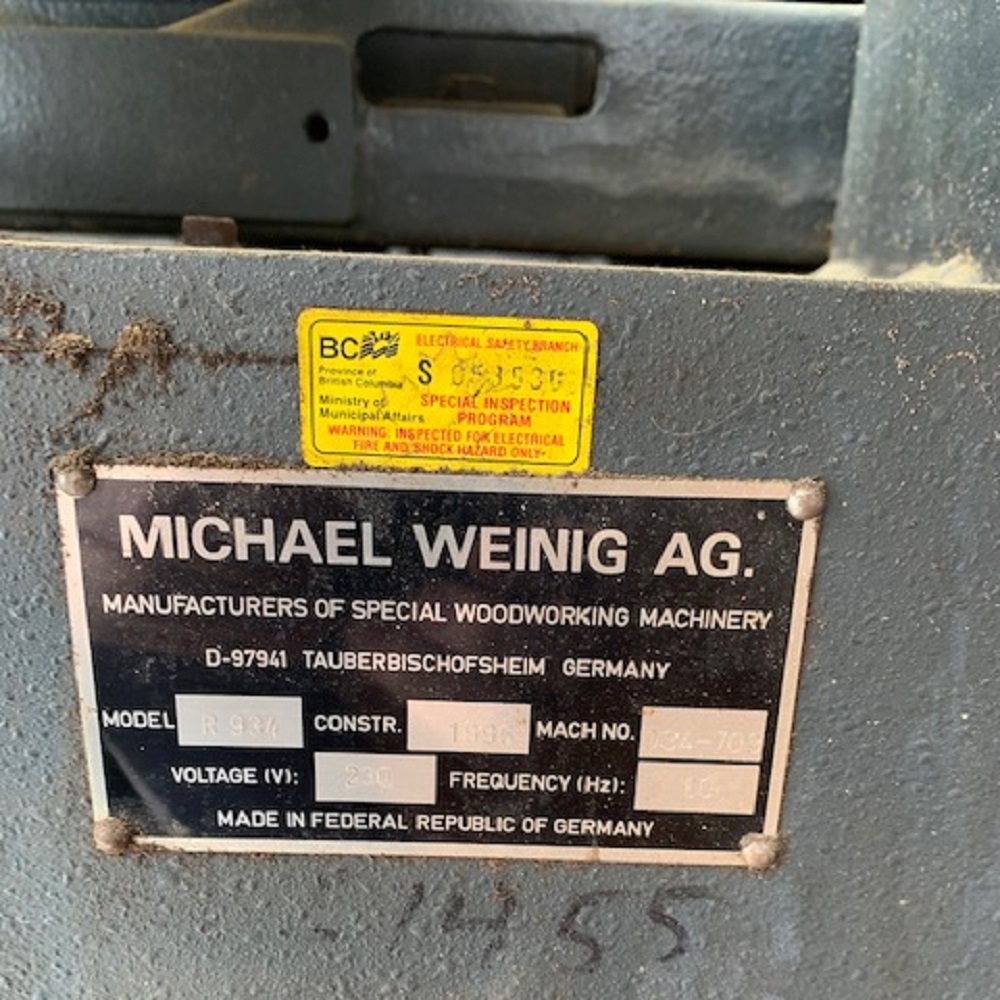 BC
ELECTRICAL SAFETY BRANCH
Province of
British Columbia
S
Ministry of
Municipal Affairs
SPECIAL INSPECTION
PROGRAM
WARNING: INSPECTED FOR ELECTRICAL
FIRE AND SHOCK HAZARD ONLY
MICHAEL WEINIG AG.
MANUFACTURERS OF SPECIAL WOODWORKING MACHINERY
D-97941 TAUBERBISCHOFSHEIM GERMANY
MODEL R 934 CONSTR. MACH NO.
VOLTAGE (V): 230 FREQUENCY (Hz):
MADE IN FEDERAL REPUBLIC OF GERMANY
1455